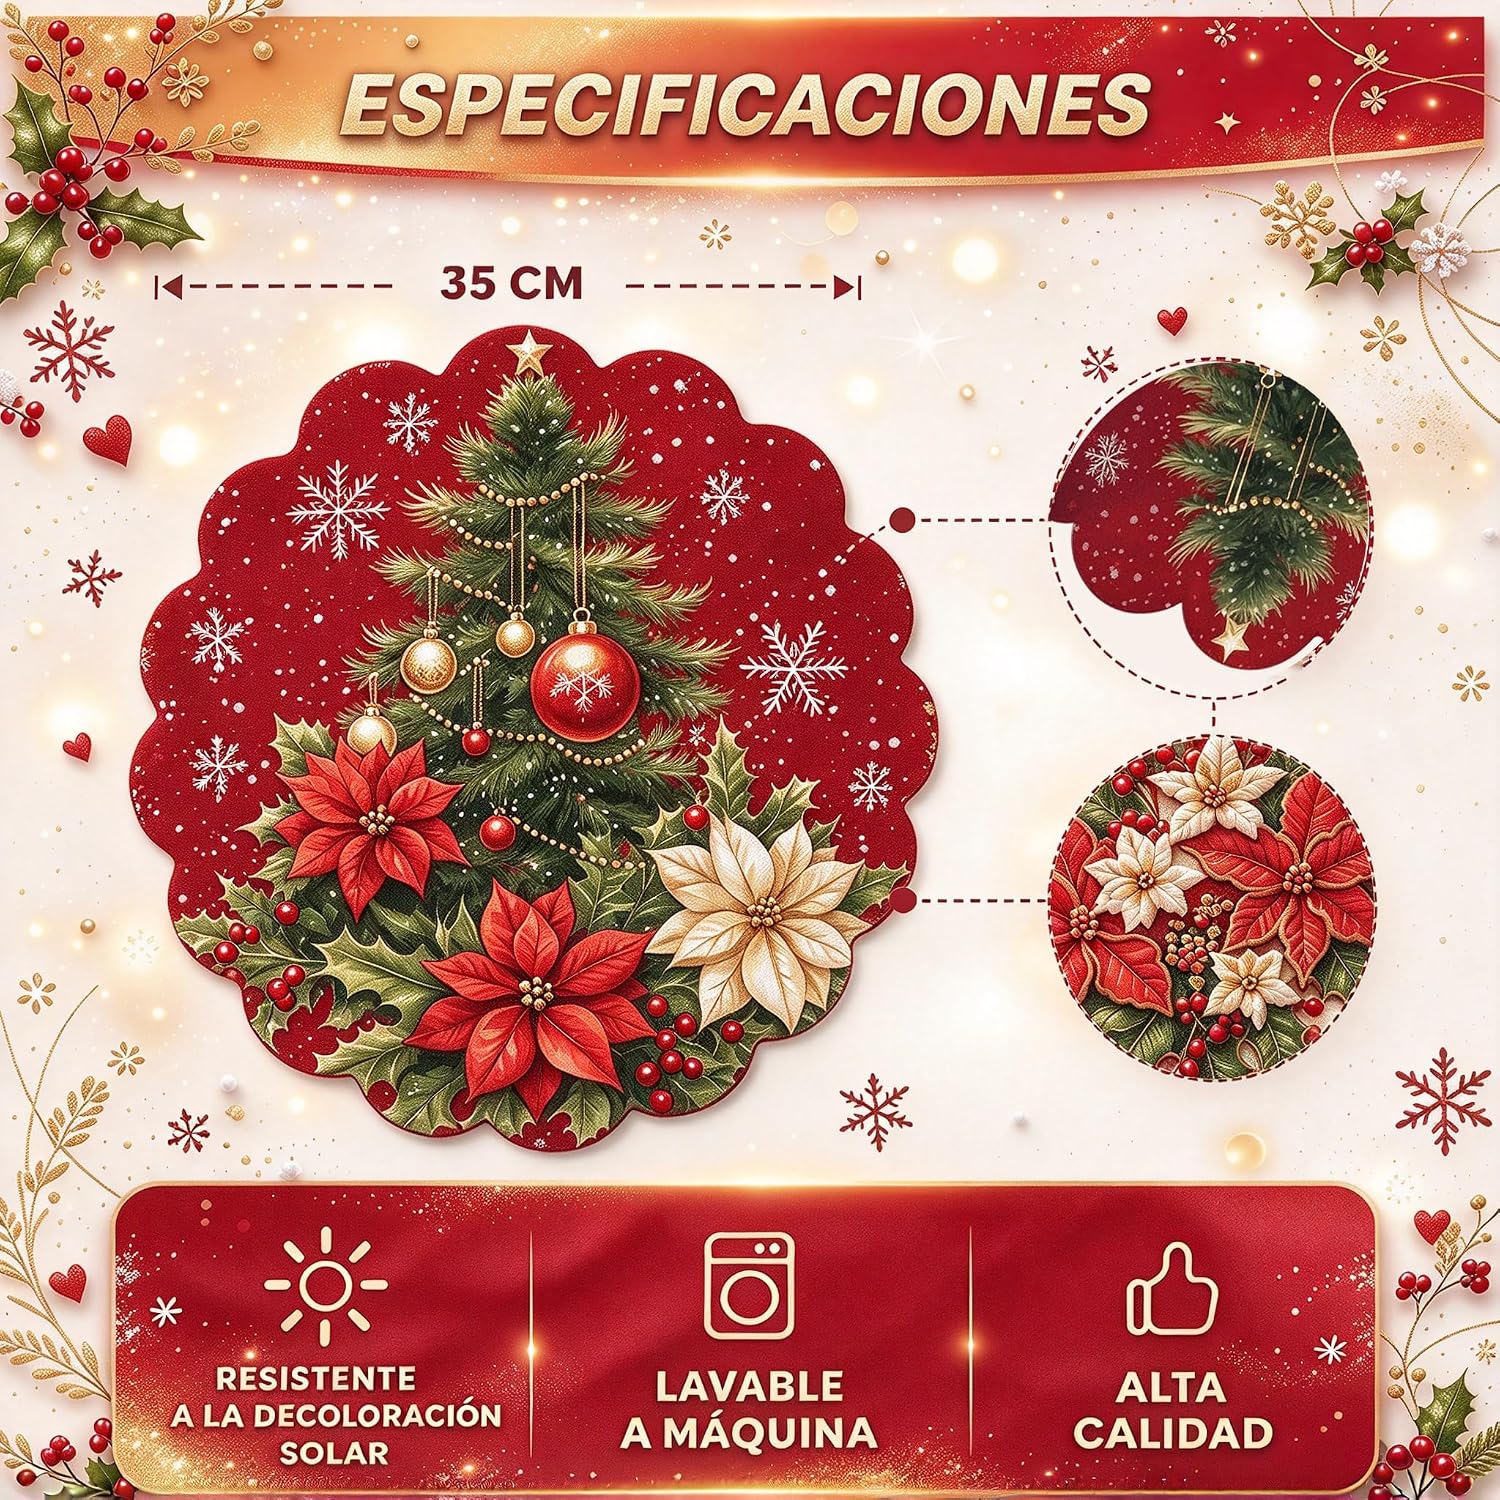 ESPECIFICACIONES
35 CM
RESISTENTE
A LA DECOLORACIÓN
SOLAR
LAVABLE
A MÁQUINA
ALTA
CALIDAD